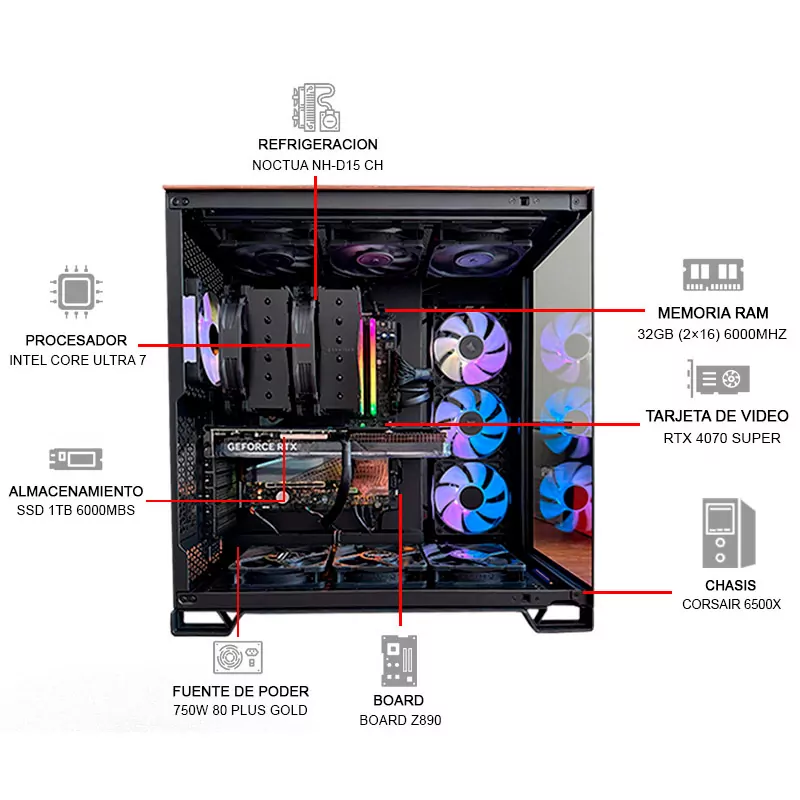 REFRIGERACION
NOCTUA NH-D15 CH
PROCESADOR
INTEL CORE ULTRA 7
MEMORIA RAM
32GB (2×16) 6000MHZ
TARJETA DE VIDEO
RTX 4070 SUPER
GEFORCE RTX
ALMACENAMIENTO
SSD 1TB 6000MBS
CHASIS
CORSAIR 6500X
FUENTE DE PODER
750W 80 PLUS GOLD
BOARD
BOARD Z890